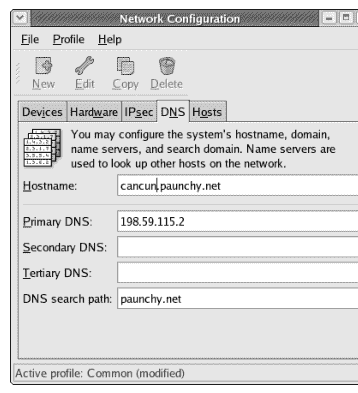 Network Configuration
File Profile Help
New Edit Copy Delete
Devices Hardware IPsec DNS Hosts
You may configure the system's hostname, domain,
name servers, and search domain. Name servers are
used to look up other hosts on the network.
Hostname: cancun.paunchy.net
Primary DNS: 198.59.115.2
Secondary DNS:
Tertiary DNS:
DNS search path: paunchy.net
Active profile: Common (modified)